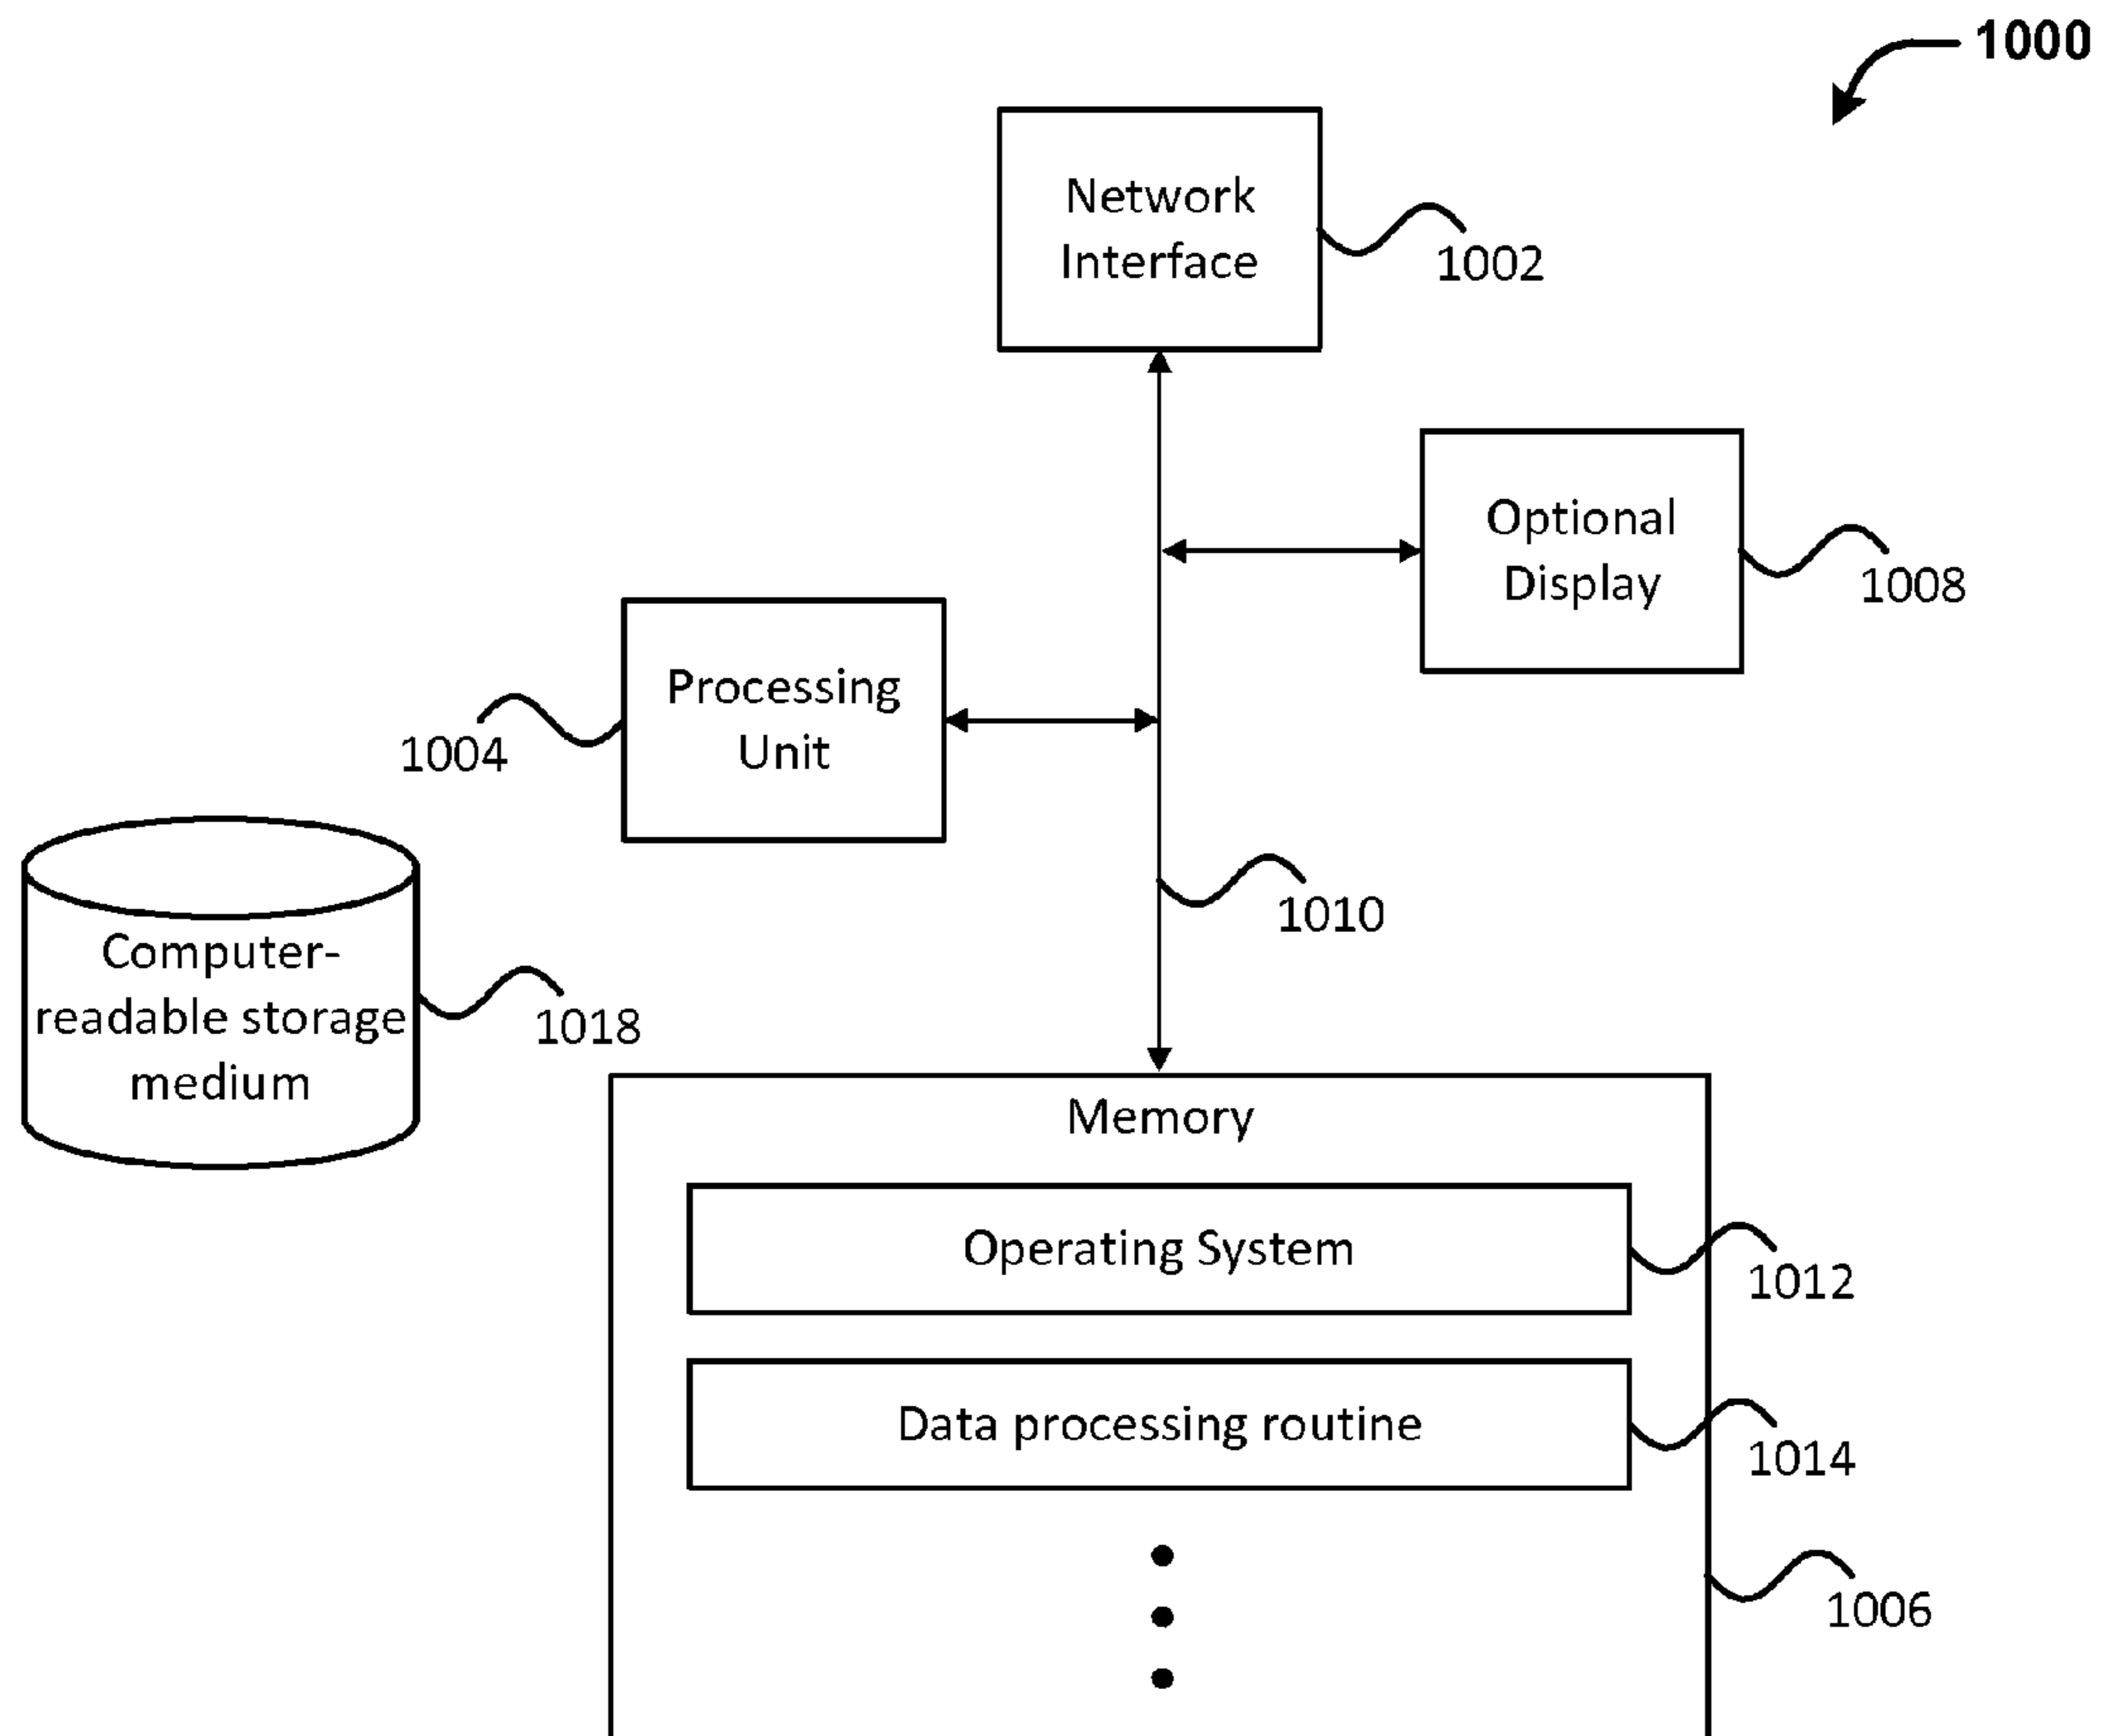 1000
Network
Interface
1002
Optional
Display
1008
Processing
Unit
1004
1010
Computer-
readable storage
medium
1018
Memory
Operating System
1012
Data processing routine
1014
1006